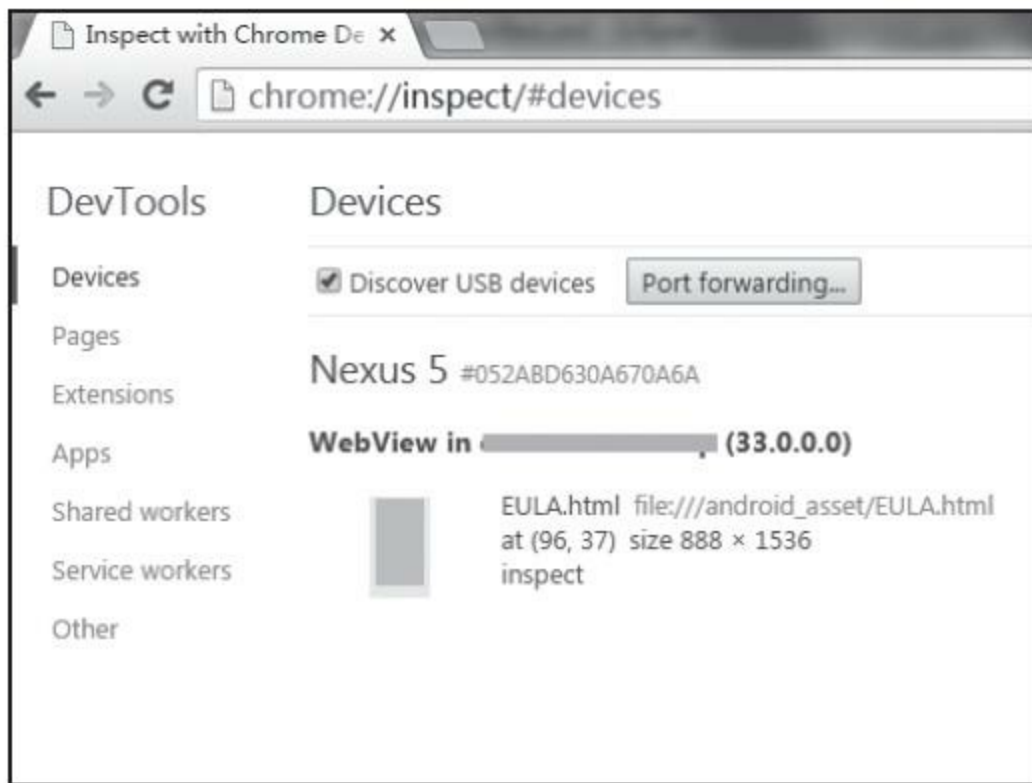 Inspect with Chrome De ×
chrome://inspect/#devices
DevTools
Devices
Pages
Extensions
Apps
Shared workers
Service workers
Other
Devices
Discover USB devices Port forwarding...
Nexus 5 #052ABD630A670A6A
WebView in (33.0.0.0)
EULA.html file:///android_asset/EULA.html
at (96, 37) size 888 × 1536
inspect